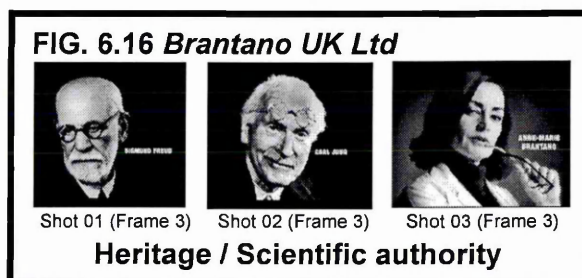 FIG. 6.16 Brantano UK Ltd
SIGMUND FREUD
CARL JUNG
ANNE-MARIE
BRANTANO
Shot 01 (Frame 3) Shot 02 (Frame 3) Shot 03 (Frame 3)
Heritage / Scientific authority